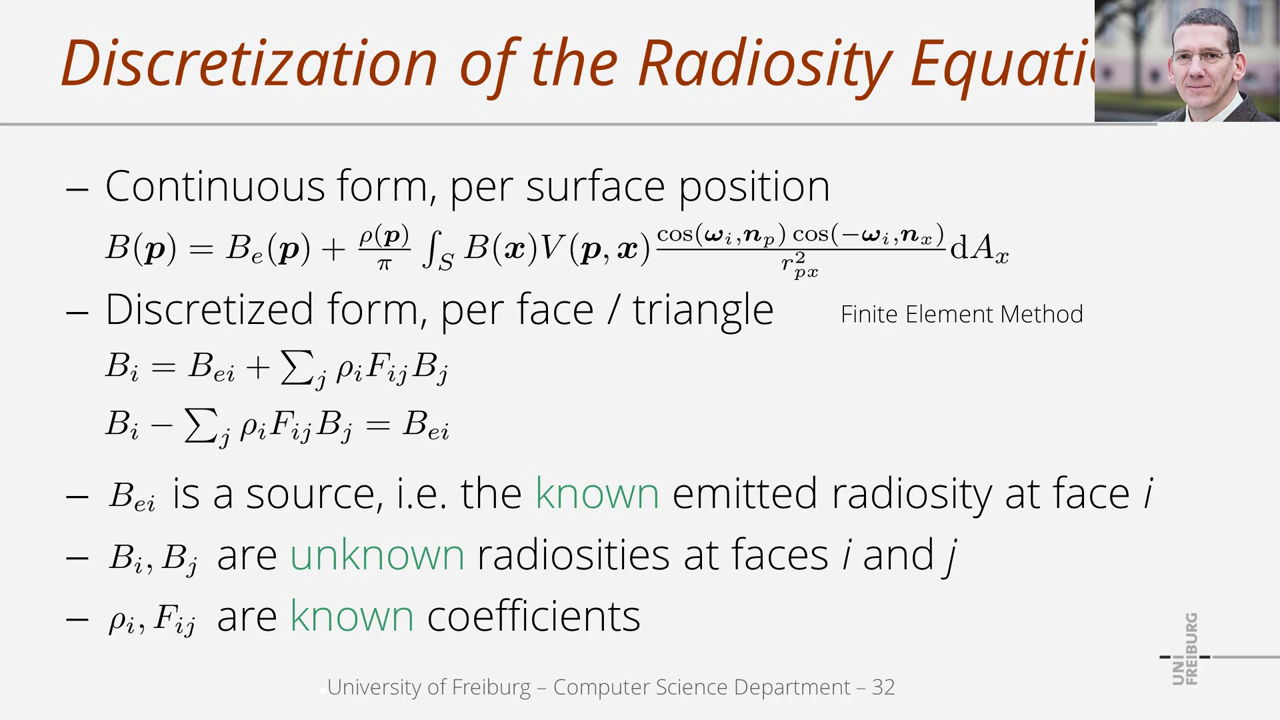 Discretization of the Radiosity
– Continuous form, per surface position
B(p) = B_e(p) + ρ(p)/π ∫_S B(x)V(p, x) cos(ω_i,n_p) cos(−ω_i,n_x)/r²_px dA_x
– Discretized form, per face / triangle
Finite Element Method
B_i = B_ei + ∑_j ρ_i F_ij B_j
B_i − ∑_j ρ_i F_ij B_j = B_ei
– B_ei is a source, i.e. the known emitted radiosity at face i
– B_i, B_j are unknown radiosities at faces i and j
– ρ_i, F_ij are known coefficients
UNI
FREIBURG
University of Freiburg – Computer Science Department – 32